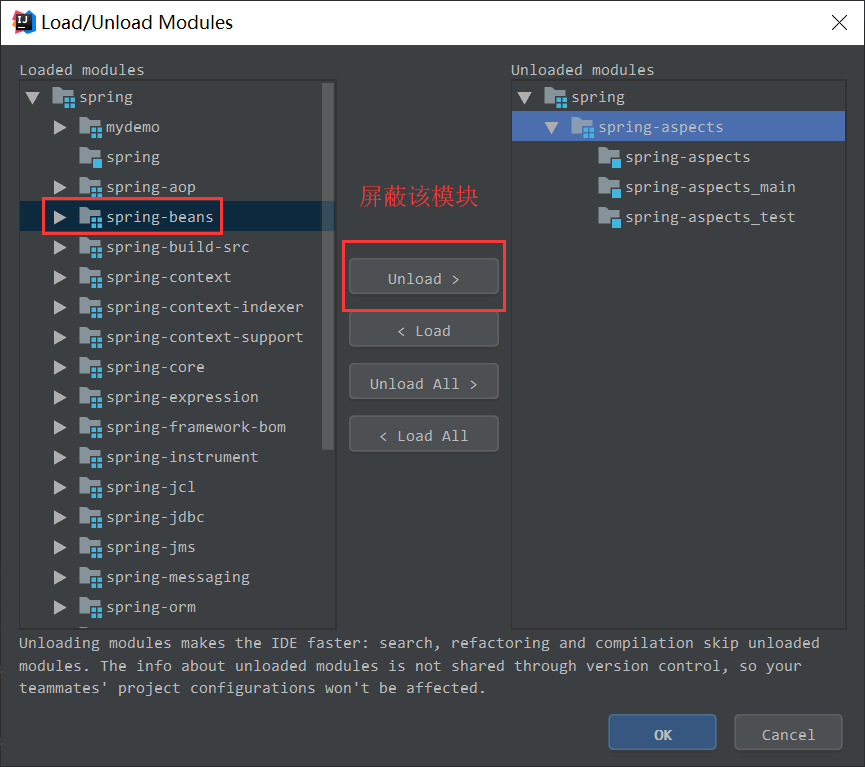 Load/Unload Modules
Loaded modules
spring
mydemo
spring
spring-aop
spring-beans
spring-build-src
spring-context
spring-context-indexer
spring-context-support
spring-core
spring-expression
spring-framework-bom
spring-instrument
spring-jcl
spring-jdbc
spring-jms
spring-messaging
spring-orm
屏蔽该模块
Unload >
< Load
Unload All >
< Load All
Unloaded modules
spring
spring-aspects
spring-aspects
spring-aspects_main
spring-aspects_test
Unloading modules makes the IDE faster: search, refactoring and compilation skip unloaded
modules. The info about unloaded modules is not shared through version control, so your
teammates' project configurations won't be affected.
OK
Cancel